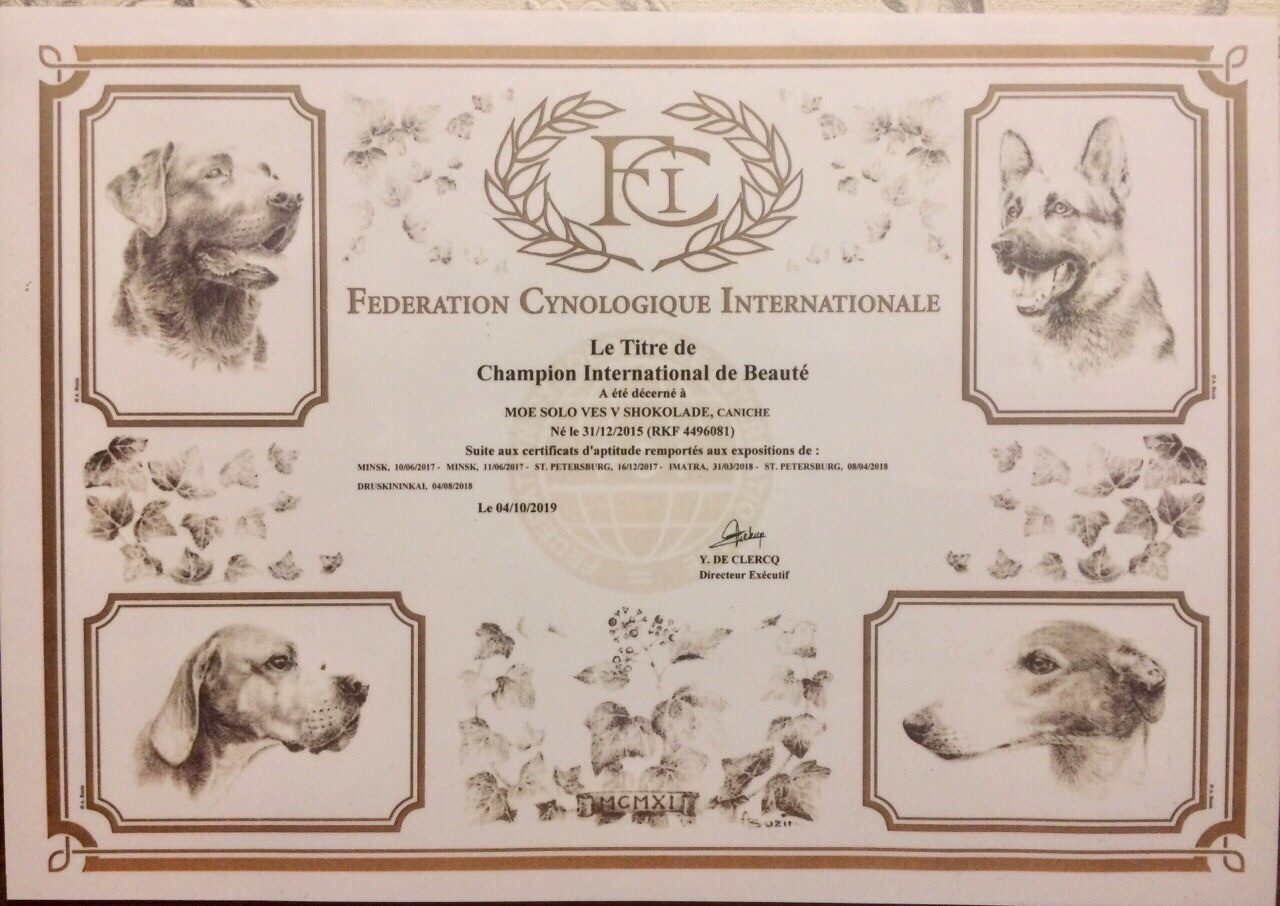 FCI
FEDERATION CYNOLOGIQUE INTERNATIONALE
Le Titre de
Champion International de Beauté
A été décerné à
MOE SOLO VES V SHOKOLADE, CANICHE
Né le 31/12/2015 (RKF 4496081)
Suite aux certificats d'aptitude remportés aux expositions de :
MINSK, 10/06/2017 - MINSK, 11/06/2017 - ST. PETERSBURG, 16/12/2017 - IMATRA, 31/03/2018 - ST. PETERSBURG, 08/04/2018
DRUSKININKAI, 04/08/2018
Le 04/10/2019
Y. DE CLERCQ
Directeur Exécutif
MCMXI